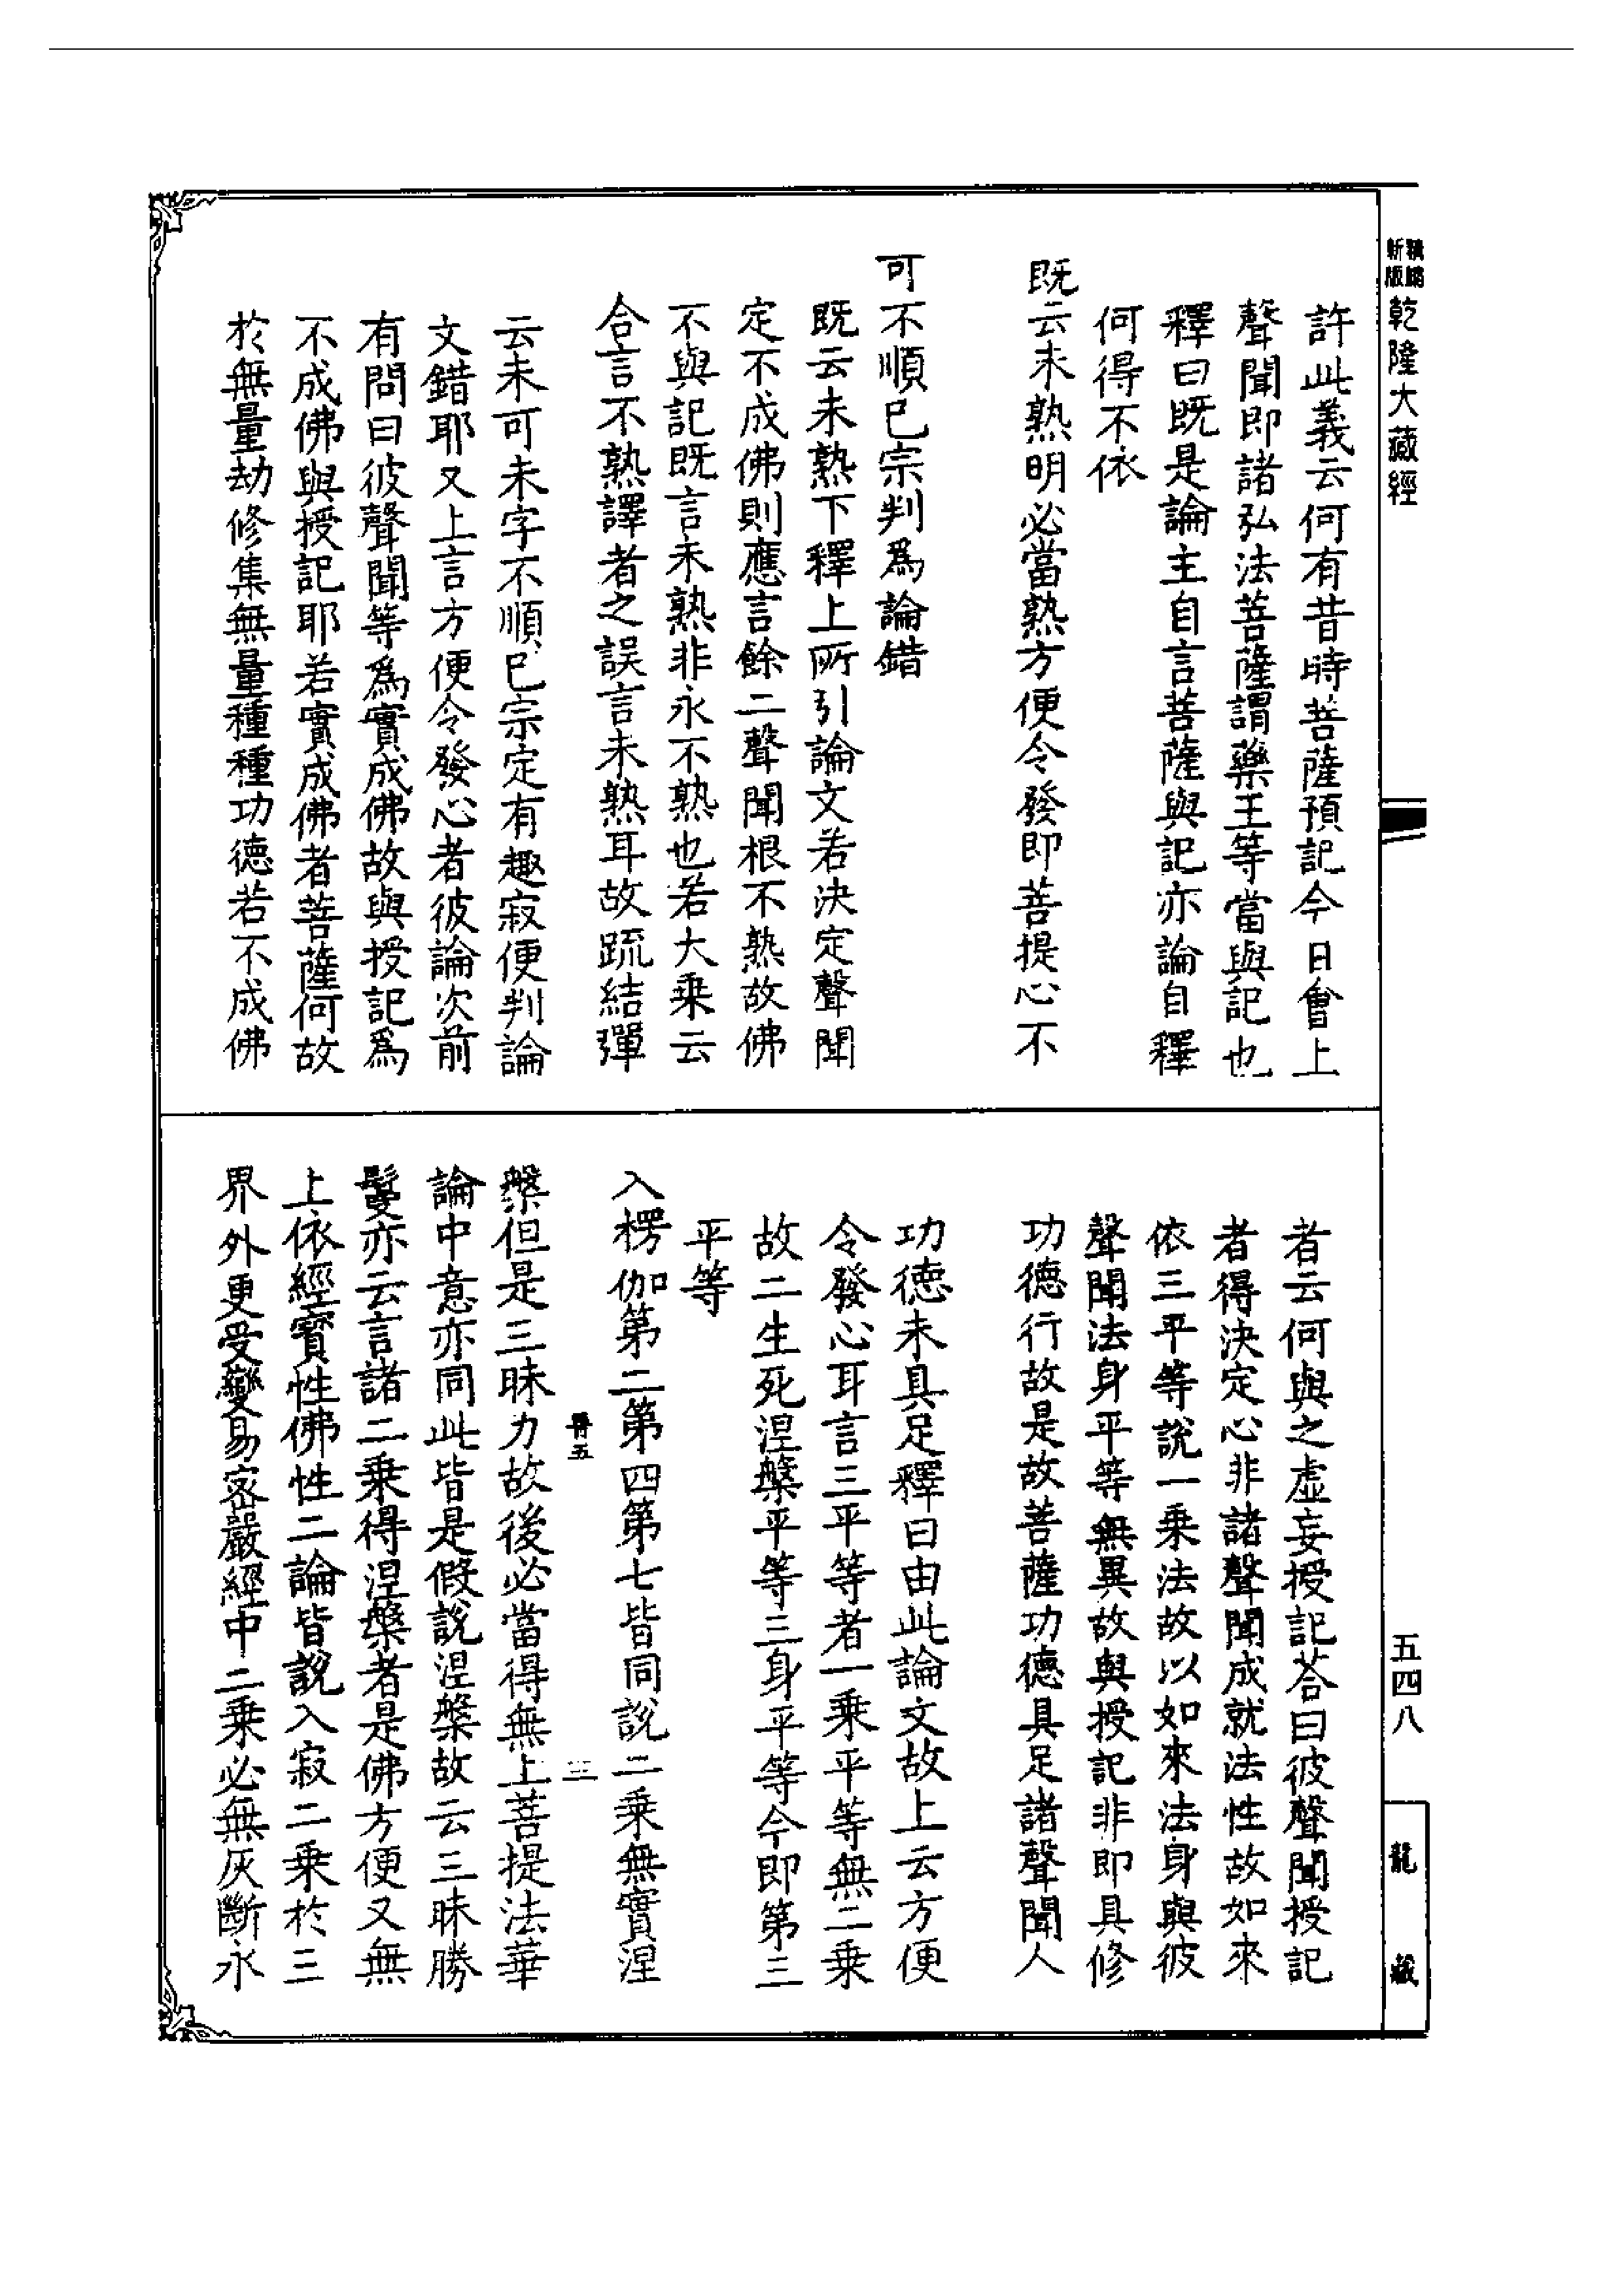 精縮
新版
乾隆大藏經
許此義云何有昔時菩薩預記今日會上
聲聞即諸弘法菩薩謂藥王等當與記也
釋曰既是論主自言菩薩與記亦論自釋
何得不依
既云未熟明必當熟方便令發即菩提心不
可不順已宗判為論錯
既云未熟下釋上所引論文若決定聲聞
定不成佛則應言餘二聲聞根不熟故佛
不與記既言未熟非永不熟也若大乗云
合言不熟譯者之誤言未熟耳故疏結彈
云未可未字不順已宗定有趣寂便判論
文錯耶又上言方便令發心者彼論次前
有問曰彼聲聞等為實成佛故與授記為
不成佛與授記耶若實成佛者菩薩何故
於無量劫修集無量種種功德若不成佛
者云何與之虛妄授記荅曰彼聲聞授記
者得決定心非諸聲聞成就法性故如來
依三平等說一乗法故以如來法身與彼
聲聞法身平等無異故與授記非即具修
功德行故是故菩薩功德具足諸聲聞人
功德未具足釋曰由此論文故上云方便
令發心耳言三平等者一乗平等無二乗
故二生死涅槃平等三身平等今即第三
平等
入楞伽第二第四第七皆同說二乗無實涅
槃但是三昧力故後必當得無上菩提法華
論中意亦同此皆是假說涅槃故云三昧勝
鬘亦云言諸二乗得涅槃者是佛方便又無
上依經寶性佛性二論皆說入寂二乗於三
界外更受變易密嚴經中二乗必無灰斷永
五四八
龍藏